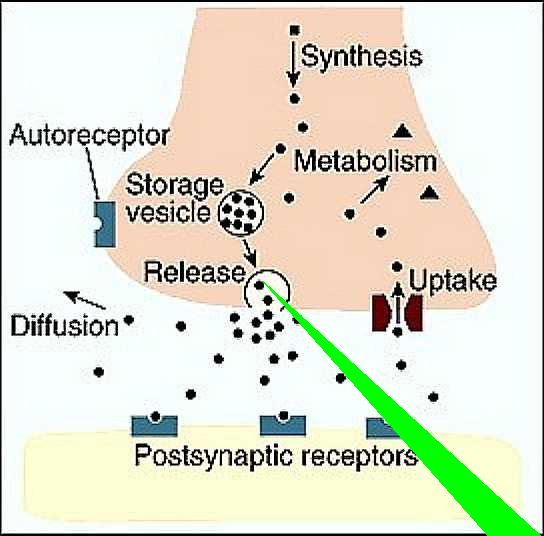 Synthesis
Autoreceptor
Metabolism
Storage
vesicle
Release
Uptake
Diffusion
Postsynaptic receptors